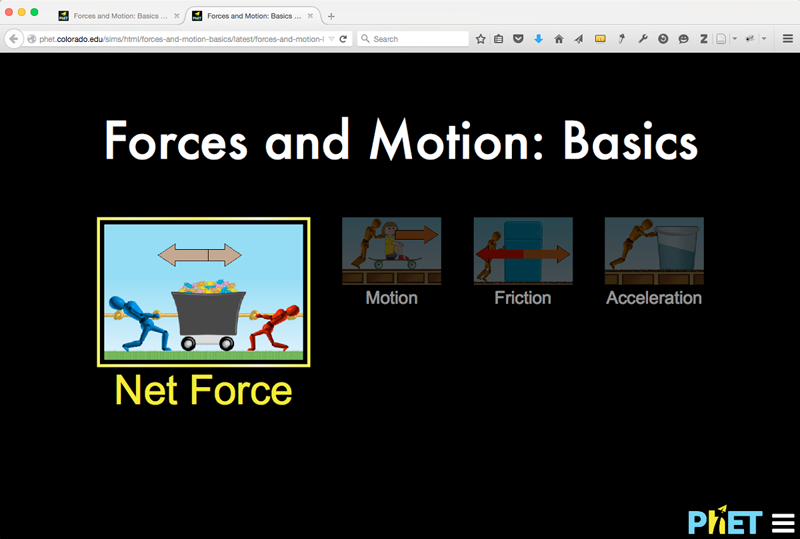 Forces and Motion: Basics ...
Forces and Motion: Basics ...
phet.colorado.edu/sims/html/forces-and-motion-basics/latest/forces-and-motion-
Search
Forces and Motion: Basics
Net Force
Motion
Friction
Acceleration
PhET